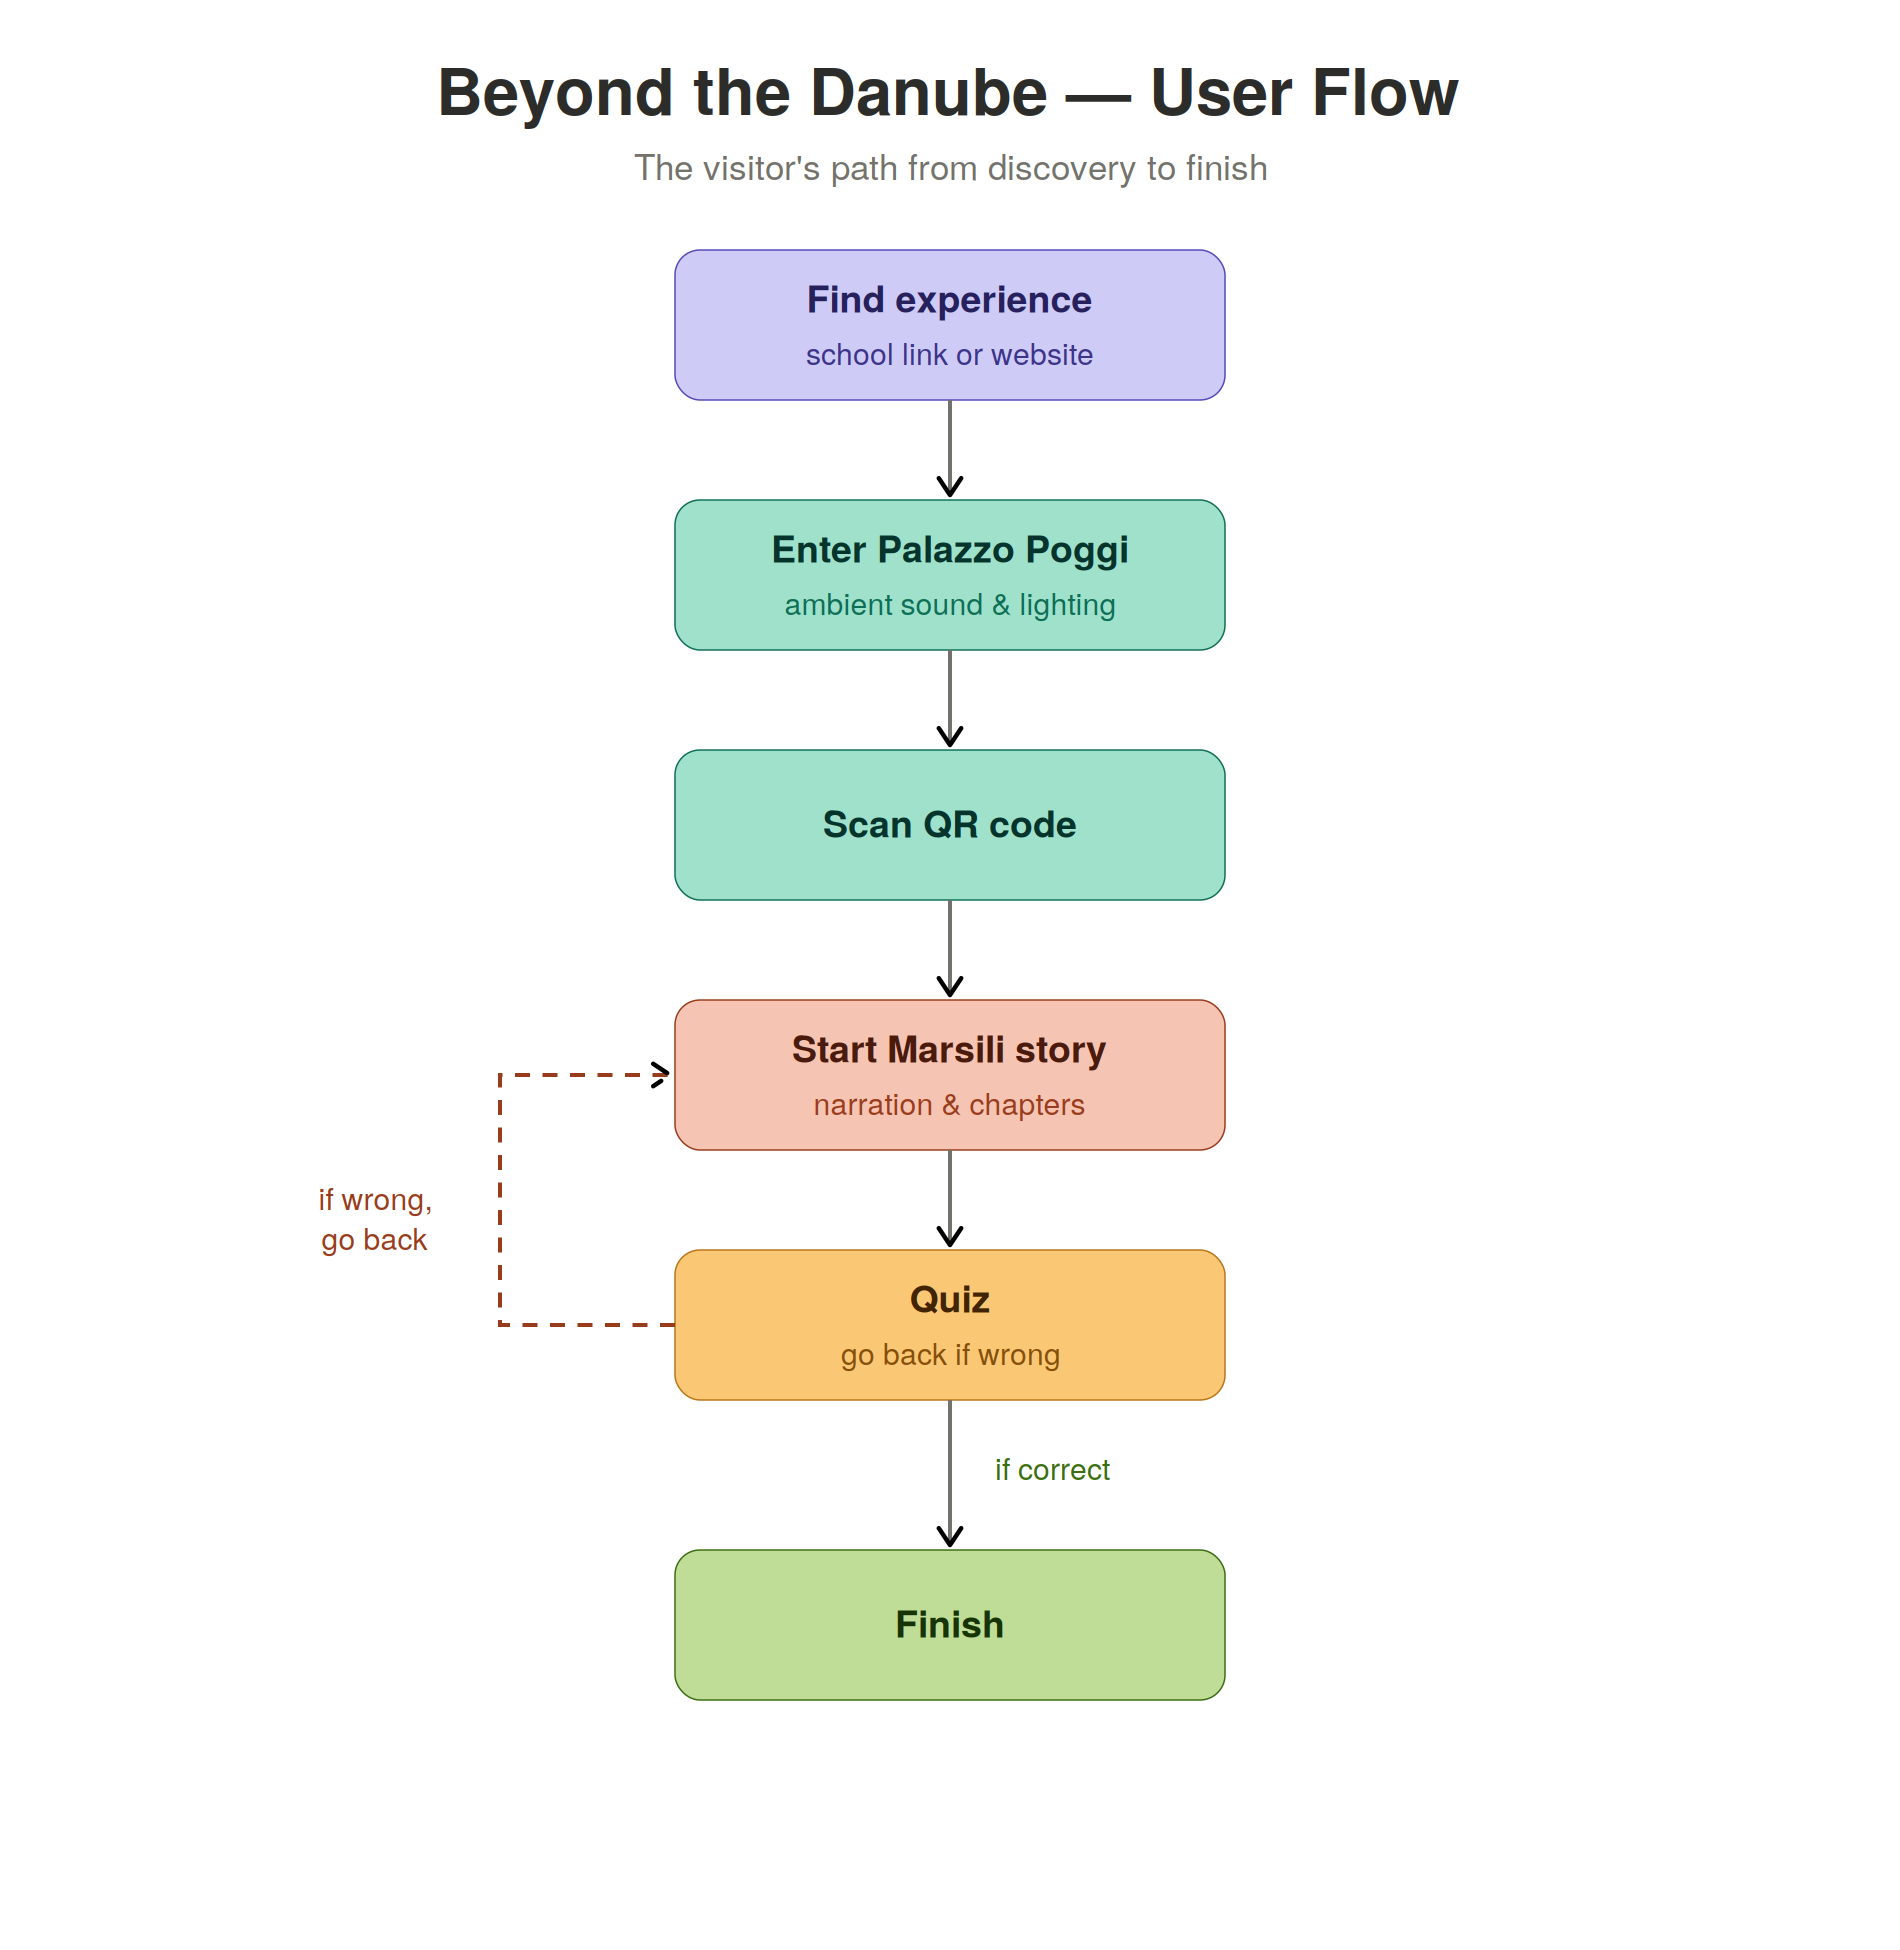 Beyond the Danube — User Flow
The visitor's path from discovery to finish
Find experience
school link or website
Enter Palazzo Poggi
ambient sound & lighting
Scan QR code
Start Marsili story
narration & chapters
if wrong,
go back
Quiz
go back if wrong
if correct
Finish